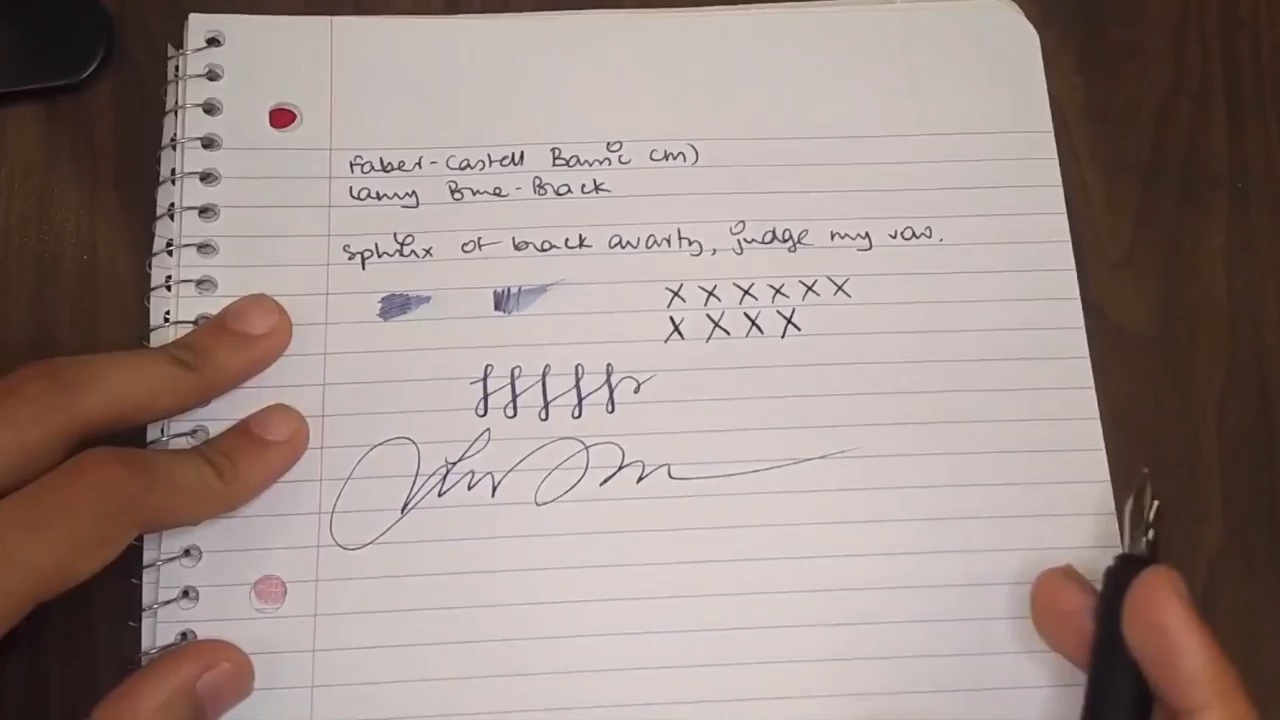 Faber-Castell Basic (M)
Lamy Blue-Black
Sphinx of black quartz, judge my vow.
X X X X X X
X X X X